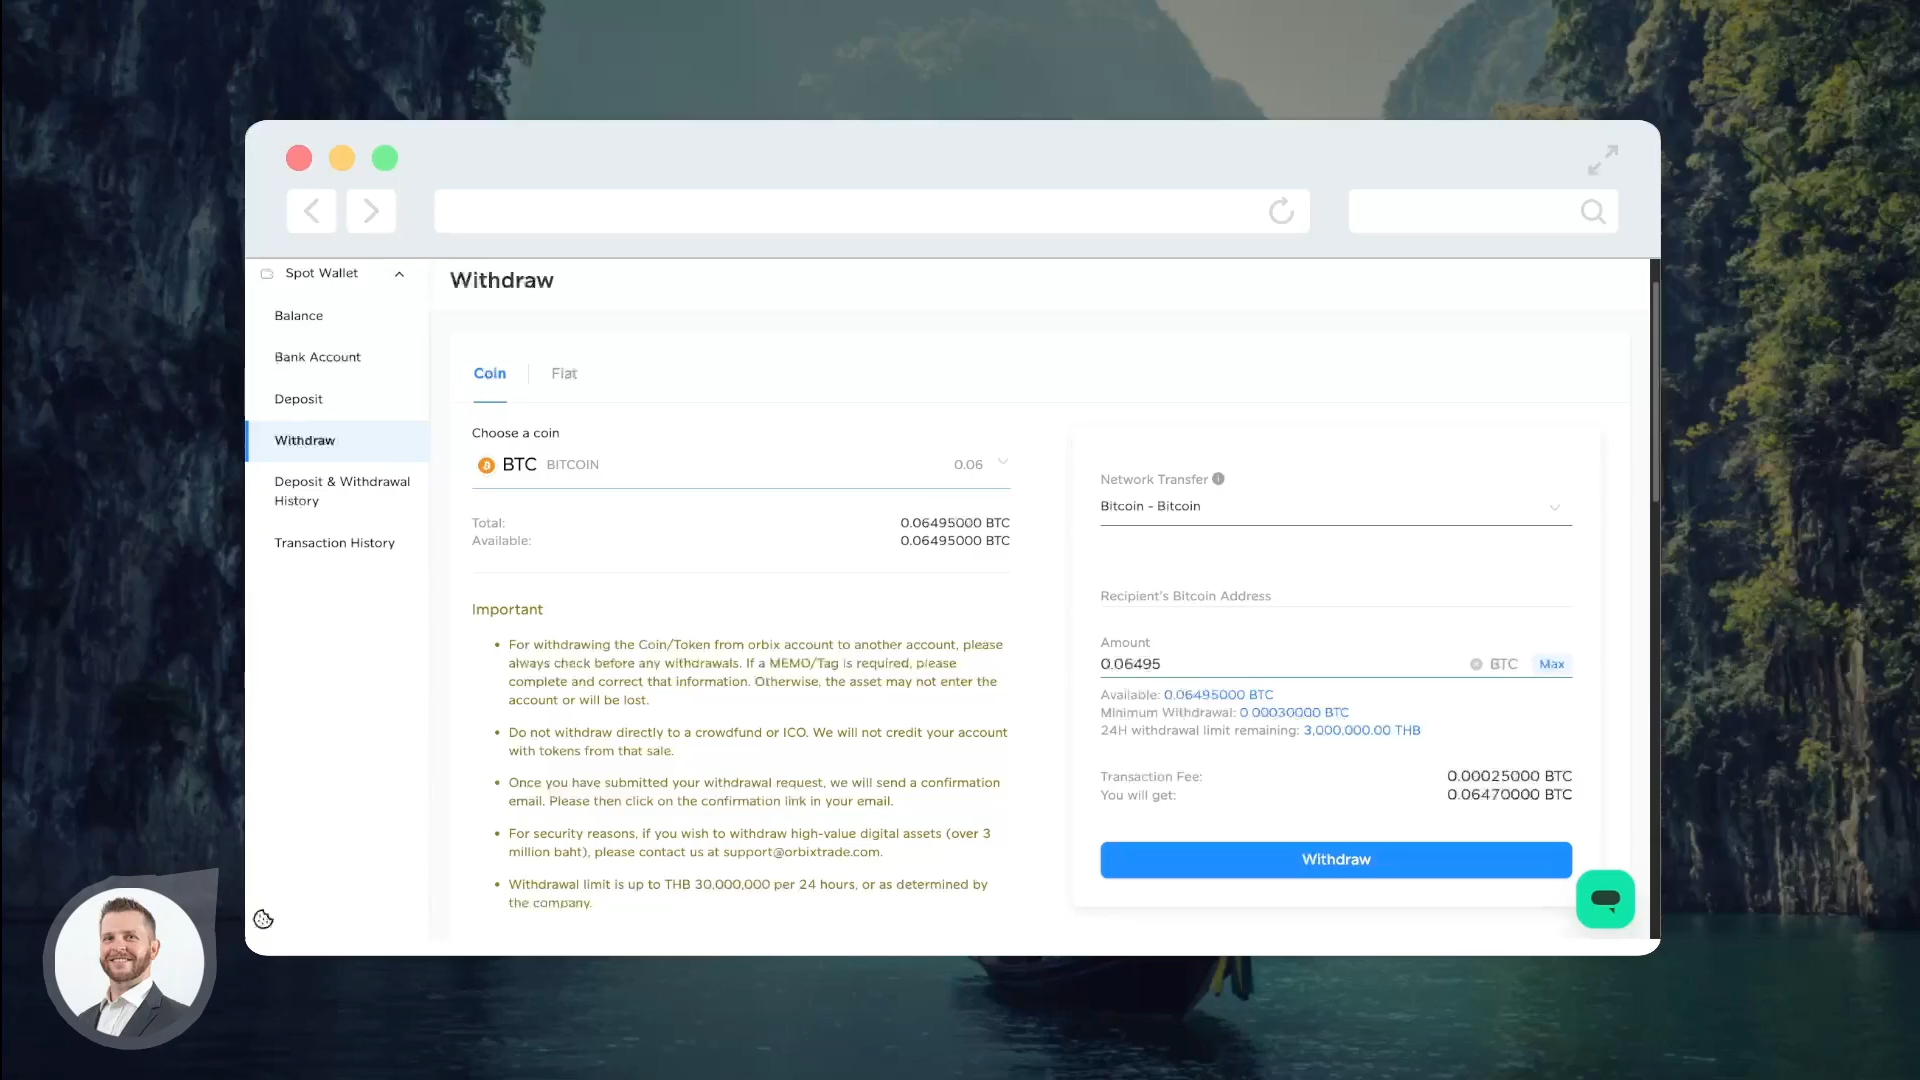 Spot Wallet
Balance
Bank Account
Deposit
Withdraw
Deposit & Withdrawal
History
Transaction History
Withdraw
Coin
Fiat
Choose a coin
BTC BITCOIN 0.06
Total: 0.06495000 BTC
Available: 0.06495000 BTC
Important
• For withdrawing the Coin/Token from orbix account to another account, please
always check before any withdrawals. If a MEMO/Tag is required, please
complete and correct that information. Otherwise, the asset may not enter the
account or will be lost.
• Do not withdraw directly to a crowdfund or ICO. We will not credit your account
with tokens from that sale.
• Once you have submitted your withdrawal request, we will send a confirmation
email. Please then click on the confirmation link in your email.
• For security reasons, if you wish to withdraw high-value digital assets (over 3
million baht), please contact us at support@orbixtrade.com.
• Withdrawal limit is up to THB 30,000,000 per 24 hours, or as determined by
the company.
Network Transfer
Bitcoin - Bitcoin
Recipient's Bitcoin Address
Amount
0.06495 BTC Max
Available: 0.06495000 BTC
Minimum Withdrawal: 0.00030000 BTC
24H withdrawal limit remaining: 3,000,000.00 THB
Transaction Fee: 0.00025000 BTC
You will get: 0.06470000 BTC
Withdraw